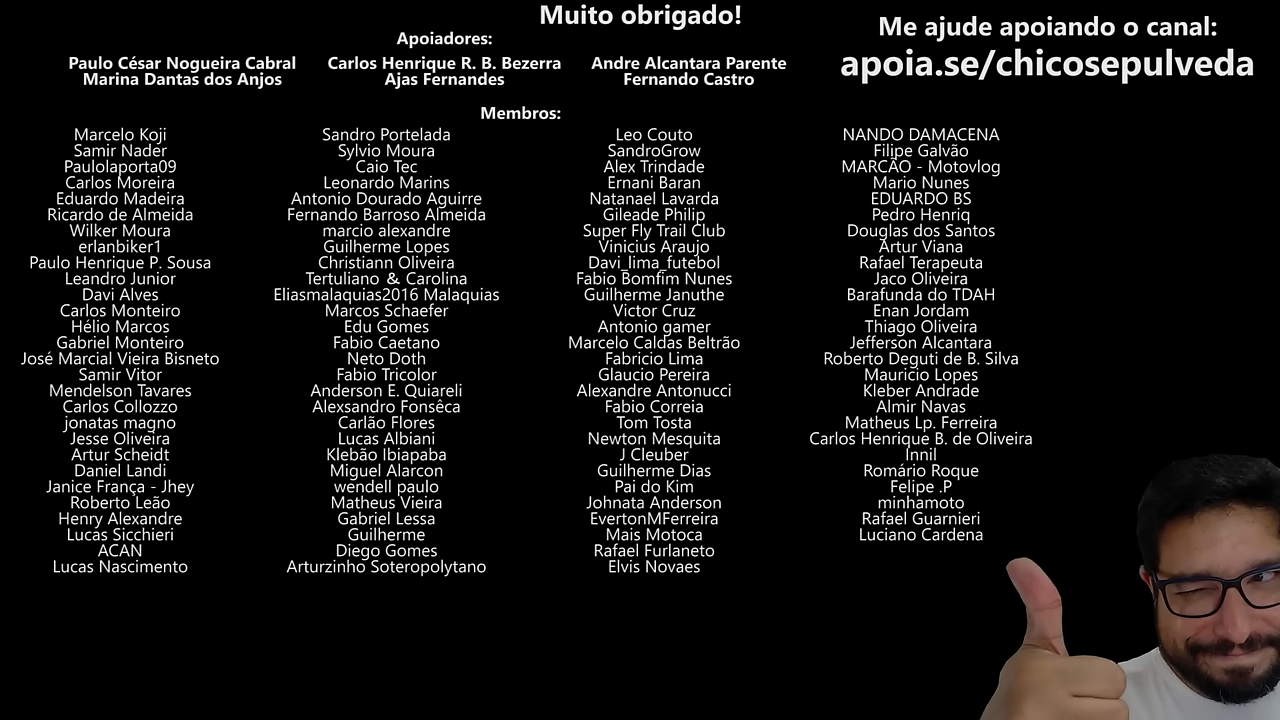 Muito obrigado!
Me ajude apoiando o canal:
apoia.se/chicosepulveda
Apoiadores:
Paulo César Nogueira Cabral
Marina Dantas dos Anjos
Carlos Henrique R. B. Bezerra
Ajas Fernandes
Andre Alcantara Parente
Fernando Castro
Membros:
Marcelo Koji
Samir Nader
Paulolaporta09
Carlos Moreira
Eduardo Madeira
Ricardo de Almeida
Wilker Moura
erlanbiker1
Paulo Henrique P. Sousa
Leandro Junior
Davi Alves
Carlos Monteiro
Hélio Marcos
Gabriel Monteiro
José Marcial Vieira Bisneto
Samir Vitor
Mendelson Tavares
Carlos Collozzo
jonatas magno
Jesse Oliveira
Artur Scheidt
Daniel Landi
Janice França - Jhey
Roberto Leão
Henry Alexandre
Lucas Sicchieri
ACAN
Lucas Nascimento
Sandro Portelada
Sylvio Moura
Caio Tec
Leonardo Marins
Antonio Dourado Aguirre
Fernando Barroso Almeida
marcio alexandre
Guilherme Lopes
Christiann Oliveira
Tertuliano & Carolina
Eliasmalaquias2016 Malaquias
Marcos Schaefer
Edu Gomes
Fabio Caetano
Neto Doth
Fabio Tricolor
Anderson E. Quiareli
Alexsandro Fonsêca
Carlão Flores
Lucas Albiani
Klebão Ibiapaba
Miguel Alarcon
wendell paulo
Matheus Vieira
Gabriel Lessa
Guilherme
Diego Gomes
Arturzinho Soteropolytano
Leo Couto
SandroGrow
Alex Trindade
Ernani Baran
Natanael Lavarda
Gileade Philip
Super Fly Trail Club
Vinicius Araujo
Davi_lima_futebol
Fabio Bomfim Nunes
Guilherme Januthe
Victor Cruz
Antonio gamer
Marcelo Caldas Beltrão
Fabricio Lima
Glaucio Pereira
Alexandre Antonucci
Fabio Correia
Tom Tosta
Newton Mesquita
J Cleuber
Guilherme Dias
Pai do Kim
Johnata Anderson
EvertonMFerreira
Mais Motoca
Rafael Furlaneto
Elvis Novaes
NANDO DAMACENA
Filipe Galvão
MARCÃO - Motovlog
Mario Nunes
EDUARDO BS
Pedro Henriq
Douglas dos Santos
Artur Viana
Rafael Terapeuta
Jaco Oliveira
Barafunda do TDAH
Enan Jordam
Thiago Oliveira
Jefferson Alcantara
Roberto Deguti de B. Silva
Mauricio Lopes
Kleber Andrade
Almir Navas
Matheus Lp. Ferreira
Carlos Henrique B. de Oliveira
Innil
Romário Roque
Felipe .P
minhamoto
Rafael Guarnieri
Luciano Cardena